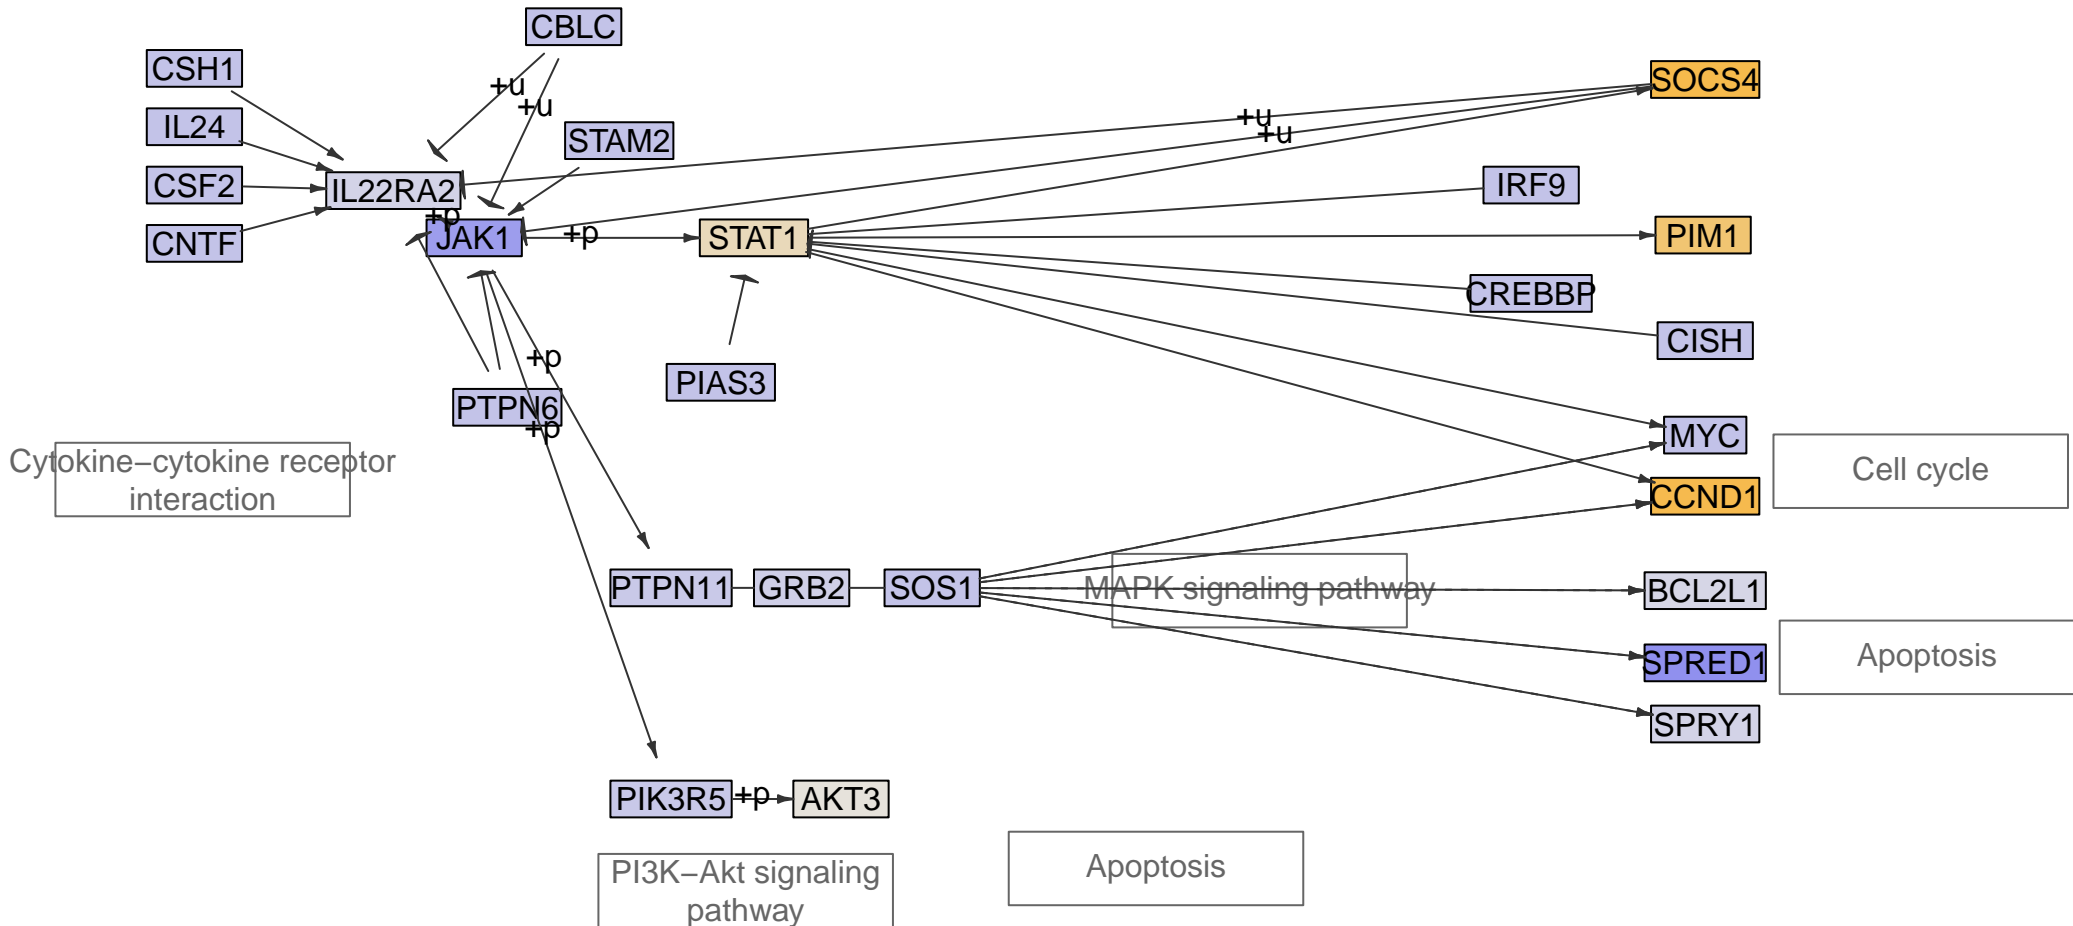 CBLC
CSH1
+u
SOCS4
+u
IL24
+u
+u
STAM2
CSF2
IL22RA2
IRF9
+p
CNTF
JAK1
+p
STAT1
PIM1
CREBBP
CISH
+p
PIAS3
PTPN6
+p
MYC
Cytokine–cytokine receptor
interaction
Cell cycle
CCND1
PTPN11
GRB2
SOS1
MAPK signaling pathway
BCL2L1
SPRED1
Apoptosis
SPRY1
PIK3R5
+p
AKT3
PI3K–Akt signaling
pathway
Apoptosis